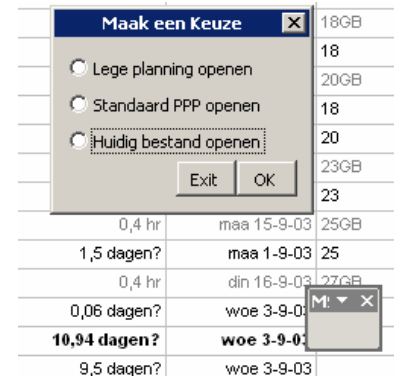 Maak een Keuze
18GB
18
Lege planning openen
20GB
Standaard PPP openen
18
Huidig bestand openen
20
23GB
Exit
OK
23
0,4 hr maa 15-9-03 25GB
1,5 dagen? maa 1-9-03 25
0,4 hr din 16-9-03 27GB
0,06 dagen? woe 3-9-03
10,94 dagen? woe 3-9-03
9,5 dagen? woe 3-9-03